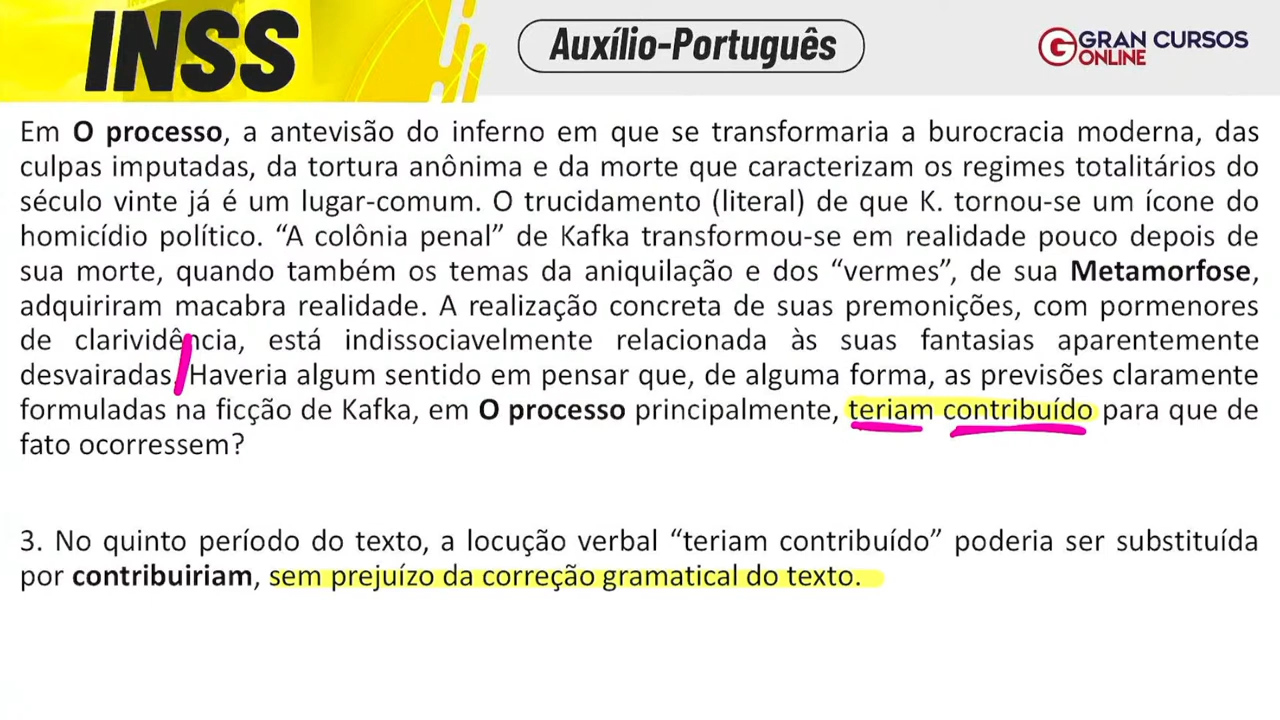 INSS
Auxílio-Português
GRAN CURSOS
ONLINE
Em O processo, a antevisão do inferno em que se transformaria a burocracia moderna, das
culpas imputadas, da tortura anônima e da morte que caracterizam os regimes totalitários do
século vinte já é um lugar-comum. O trucidamento (literal) de que K. tornou-se um ícone do
homicídio político. “A colônia penal” de Kafka transformou-se em realidade pouco depois de
sua morte, quando também os temas da aniquilação e dos “vermes”, de sua Metamorfose,
adquiriram macabra realidade. A realização concreta de suas premonições, com pormenores
de clarividência, está indissociavelmente relacionada às suas fantasias aparentemente
desvairadas. Haveria algum sentido em pensar que, de alguma forma, as previsões claramente
formuladas na ficção de Kafka, em O processo principalmente, teriam contribuído para que de
fato ocorressem?
3. No quinto período do texto, a locução verbal “teriam contribuído” poderia ser substituída
por contribuiriam, sem prejuízo da correção gramatical do texto.